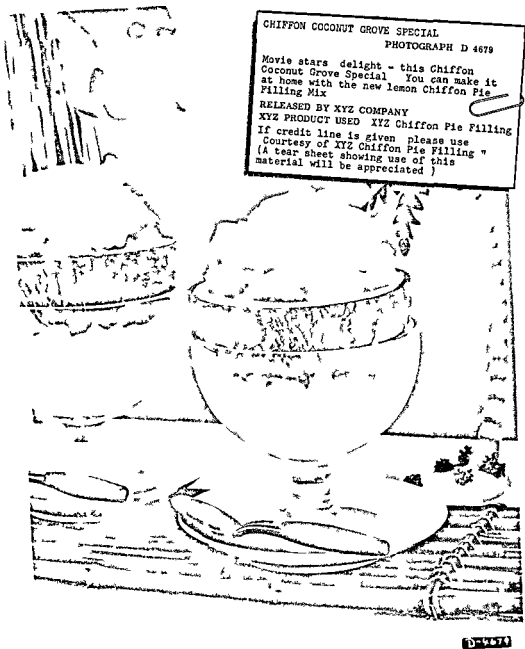 CHIFFON COCONUT GROVE SPECIAL
PHOTOGRAPH D 4679
Movie stars delight - this Chiffon
Coconut Grove Special You can make it
at home with the new lemon Chiffon Pie
Filling Mix
RELEASED BY XYZ COMPANY
XYZ PRODUCT USED XYZ Chiffon Pie Filling
If credit line is given please use
Courtesy of XYZ Chiffon Pie Filling "
(A tear sheet showing use of this
material will be appreciated )
D-4679